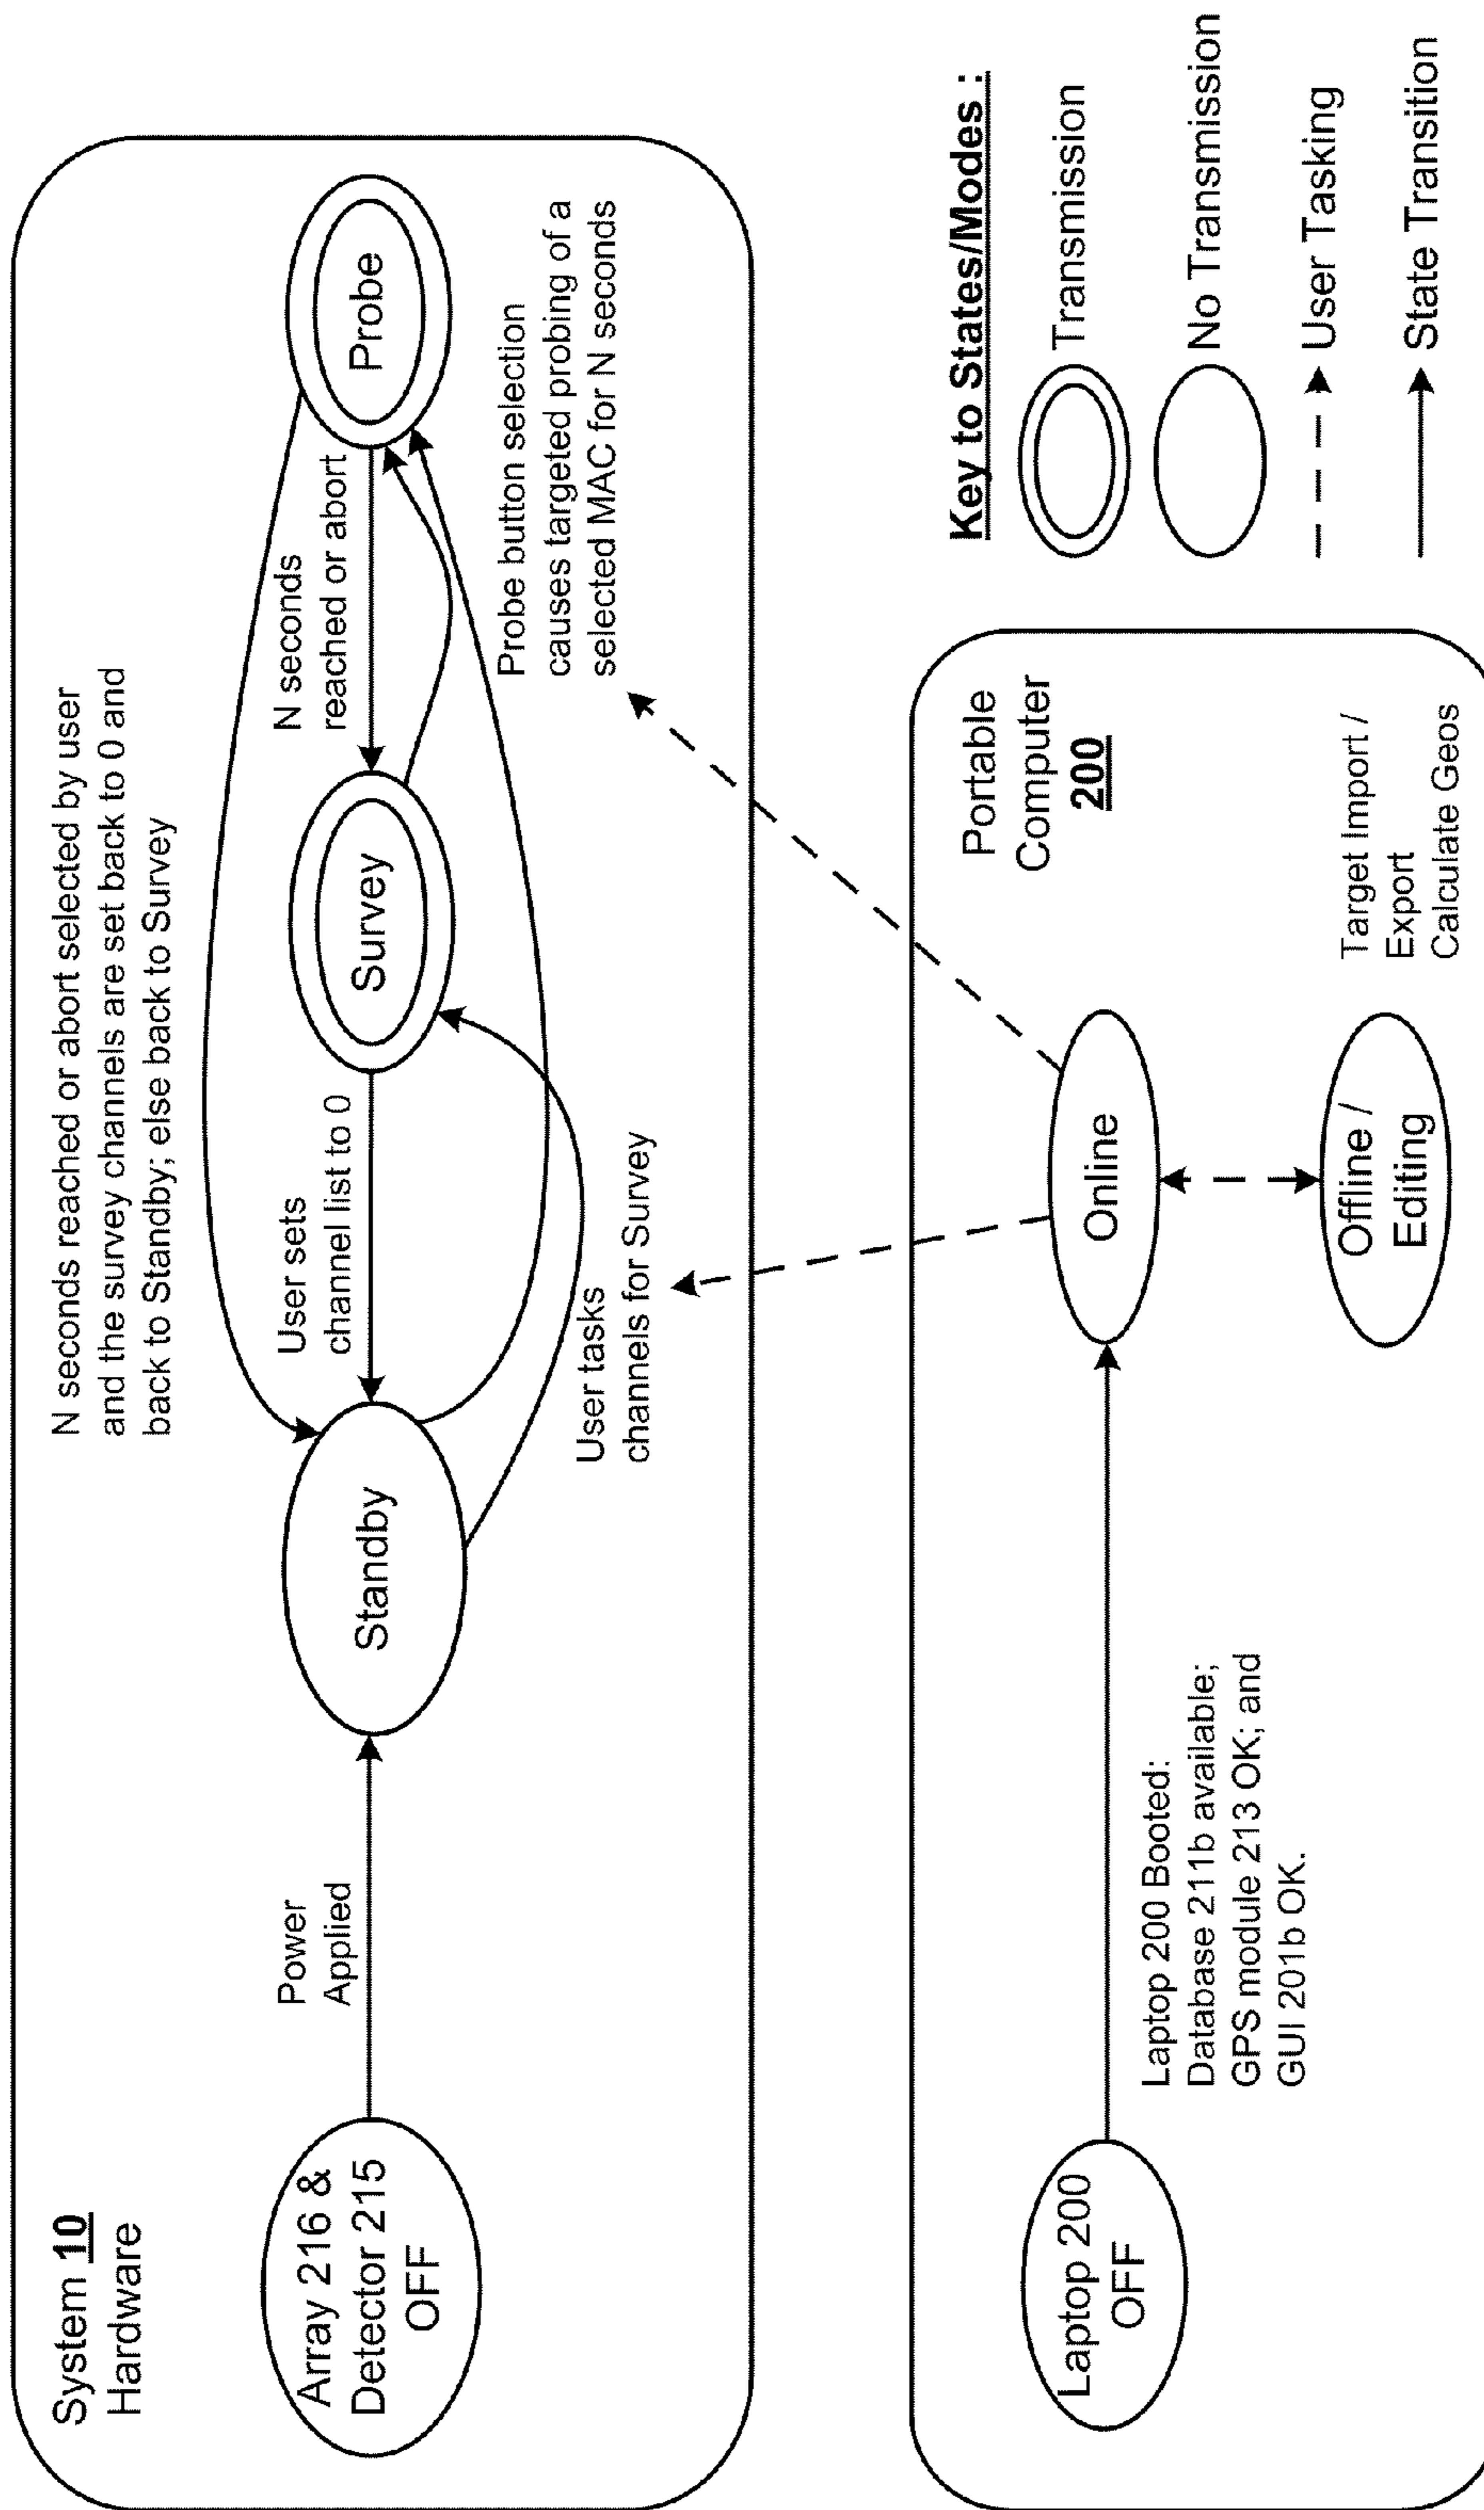 System 10
Hardware
Array 216 &
Detector 215
OFF
Power
Applied
Standby
N seconds reached or abort selected by user
and the survey channels are set back to 0 and
back to Standby; else back to Survey
User sets
channel list to 0
Survey
N seconds
reached or abort
Probe
User tasks
channels for Survey
Probe button selection
causes targeted probing of a
selected MAC for N seconds
Portable
Computer
200
Laptop 200
OFF
Laptop 200 Booted:
Database 211b available;
GPS module 213 OK; and
GUI 201b OK.
Online
Offline /
Editing
Target Import /
Export
Calculate Geos
Key to States/Modes :
Transmission
No Transmission
User Tasking
State Transition